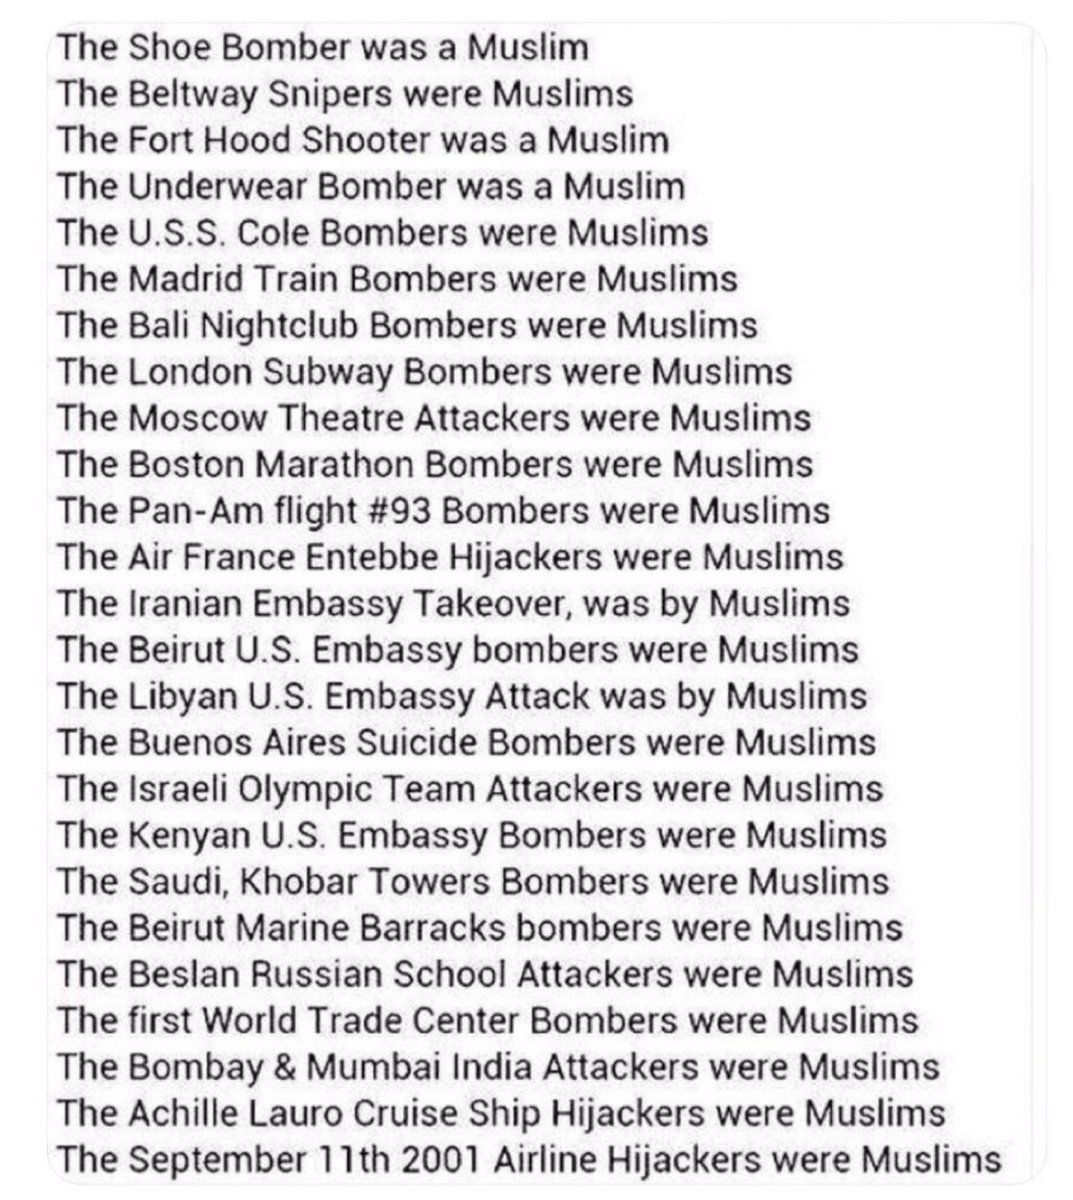 The Shoe Bomber was a Muslim
The Beltway Snipers were Muslims
The Fort Hood Shooter was a Muslim
The Underwear Bomber was a Muslim
The U.S.S. Cole Bombers were Muslims
The Madrid Train Bombers were Muslims
The Bali Nightclub Bombers were Muslims
The London Subway Bombers were Muslims
The Moscow Theatre Attackers were Muslims
The Boston Marathon Bombers were Muslims
The Pan-Am flight #93 Bombers were Muslims
The Air France Entebbe Hijackers were Muslims
The Iranian Embassy Takeover, was by Muslims
The Beirut U.S. Embassy bombers were Muslims
The Libyan U.S. Embassy Attack was by Muslims
The Buenos Aires Suicide Bombers were Muslims
The Israeli Olympic Team Attackers were Muslims
The Kenyan U.S. Embassy Bombers were Muslims
The Saudi, Khobar Towers Bombers were Muslims
The Beirut Marine Barracks bombers were Muslims
The Beslan Russian School Attackers were Muslims
The first World Trade Center Bombers were Muslims
The Bombay & Mumbai India Attackers were Muslims
The Achille Lauro Cruise Ship Hijackers were Muslims
The September 11th 2001 Airline Hijackers were Muslims